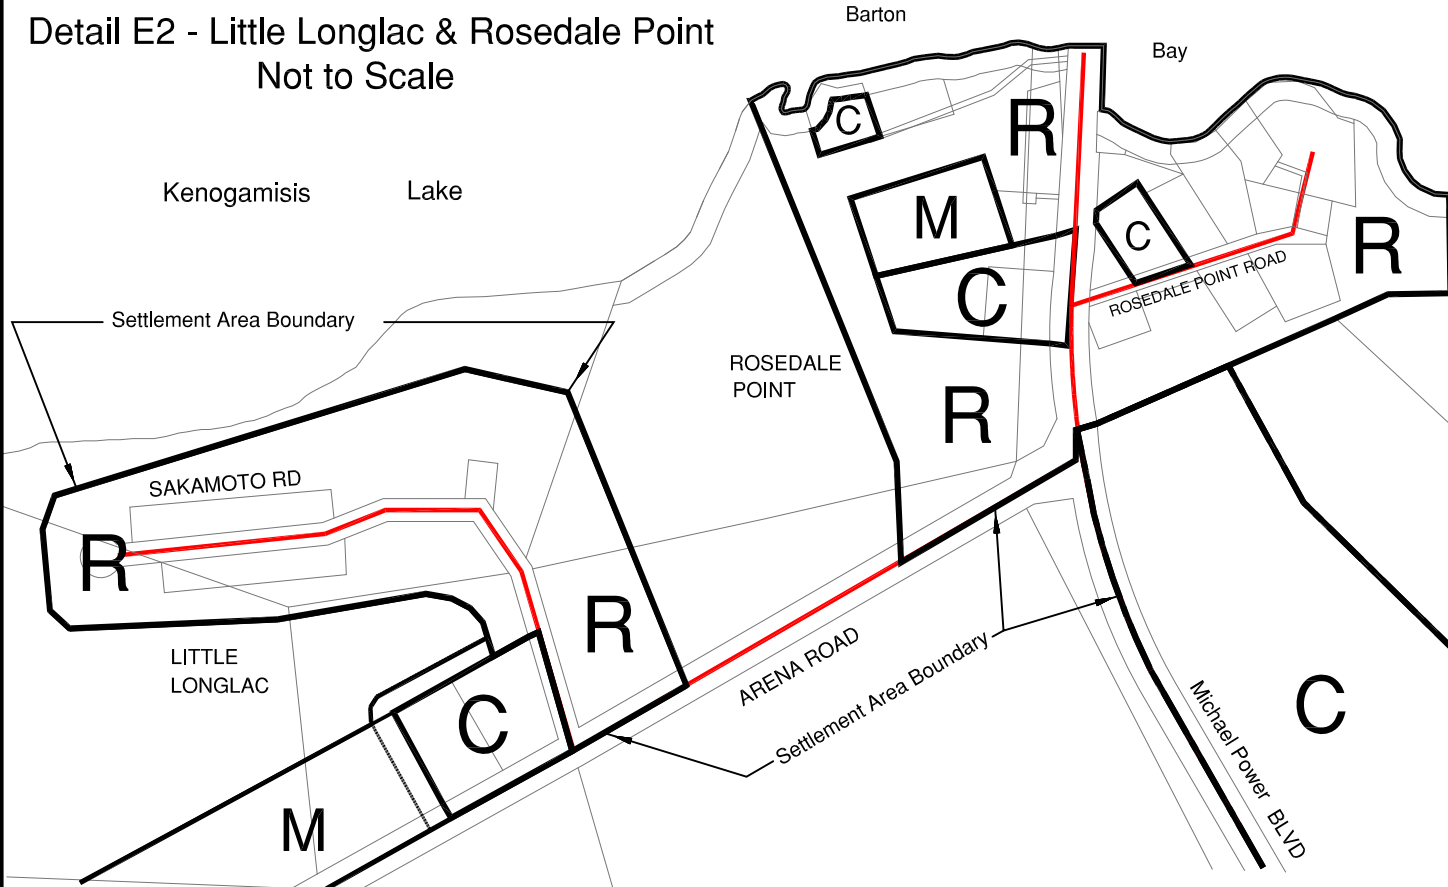 Detail E2 - Little Longlac & Rosedale Point
Not to Scale
Barton
Bay
Kenogamisis Lake
C
R
M
C
R
C
ROSEDALE POINT ROAD
Settlement Area Boundary
ROSEDALE
POINT
R
SAKAMOTO RD
R
R
LITTLE
LONGLAC
C
M
ARENA ROAD
Settlement Area Boundary
Michael Power BLVD
C